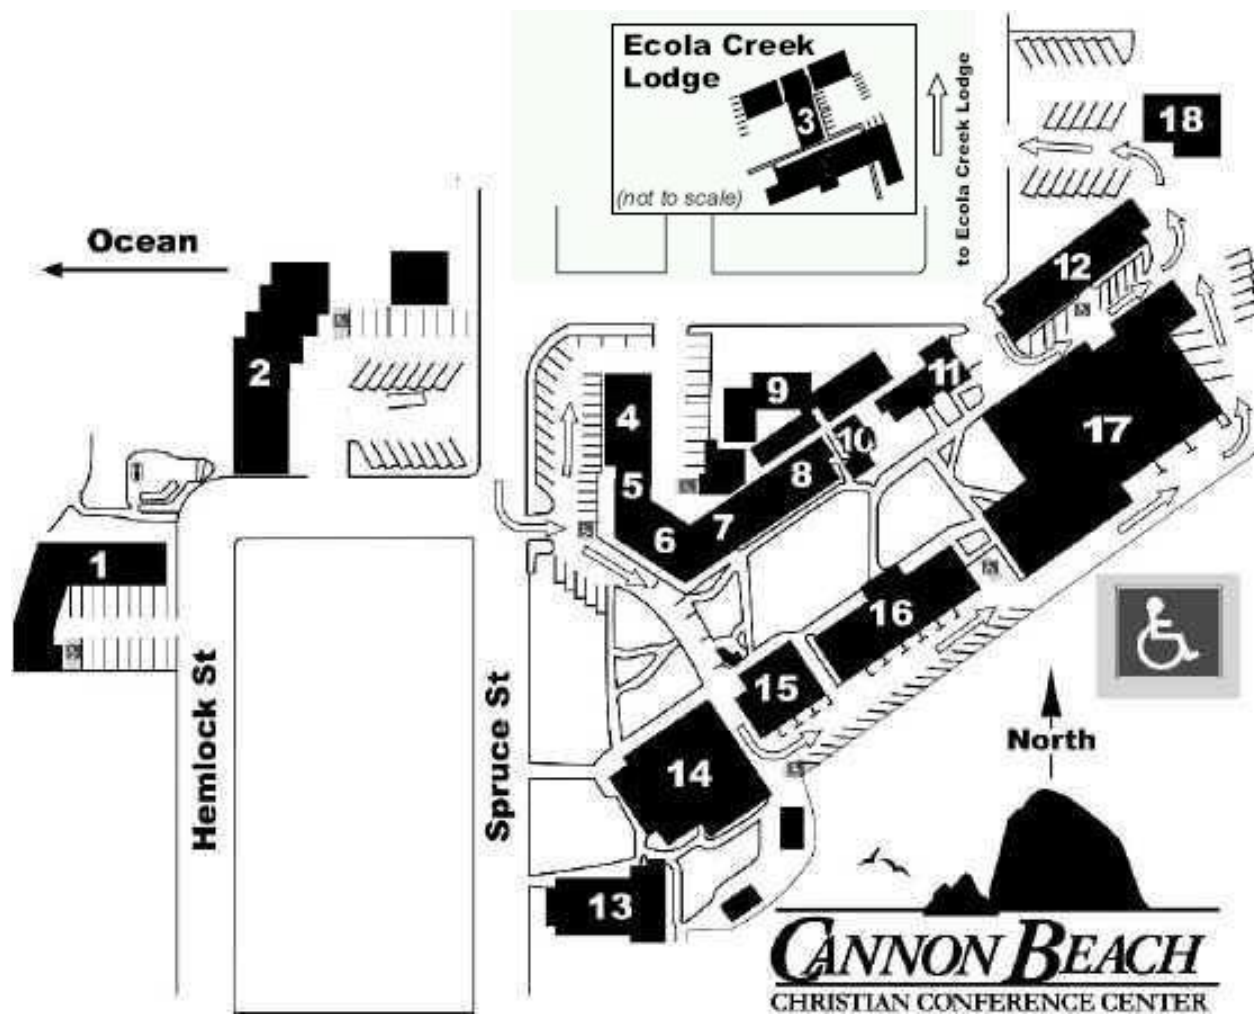 Ecola Creek
Lodge
3
(not to scale)
to Ecola Creek Lodge
18
Ocean
12
2
9
11
4
10
17
8
5
7
6
1
16
15
Hemlock St
Spruce St
North
14
13
CANNON BEACH
CHRISTIAN CONFERENCE CENTER